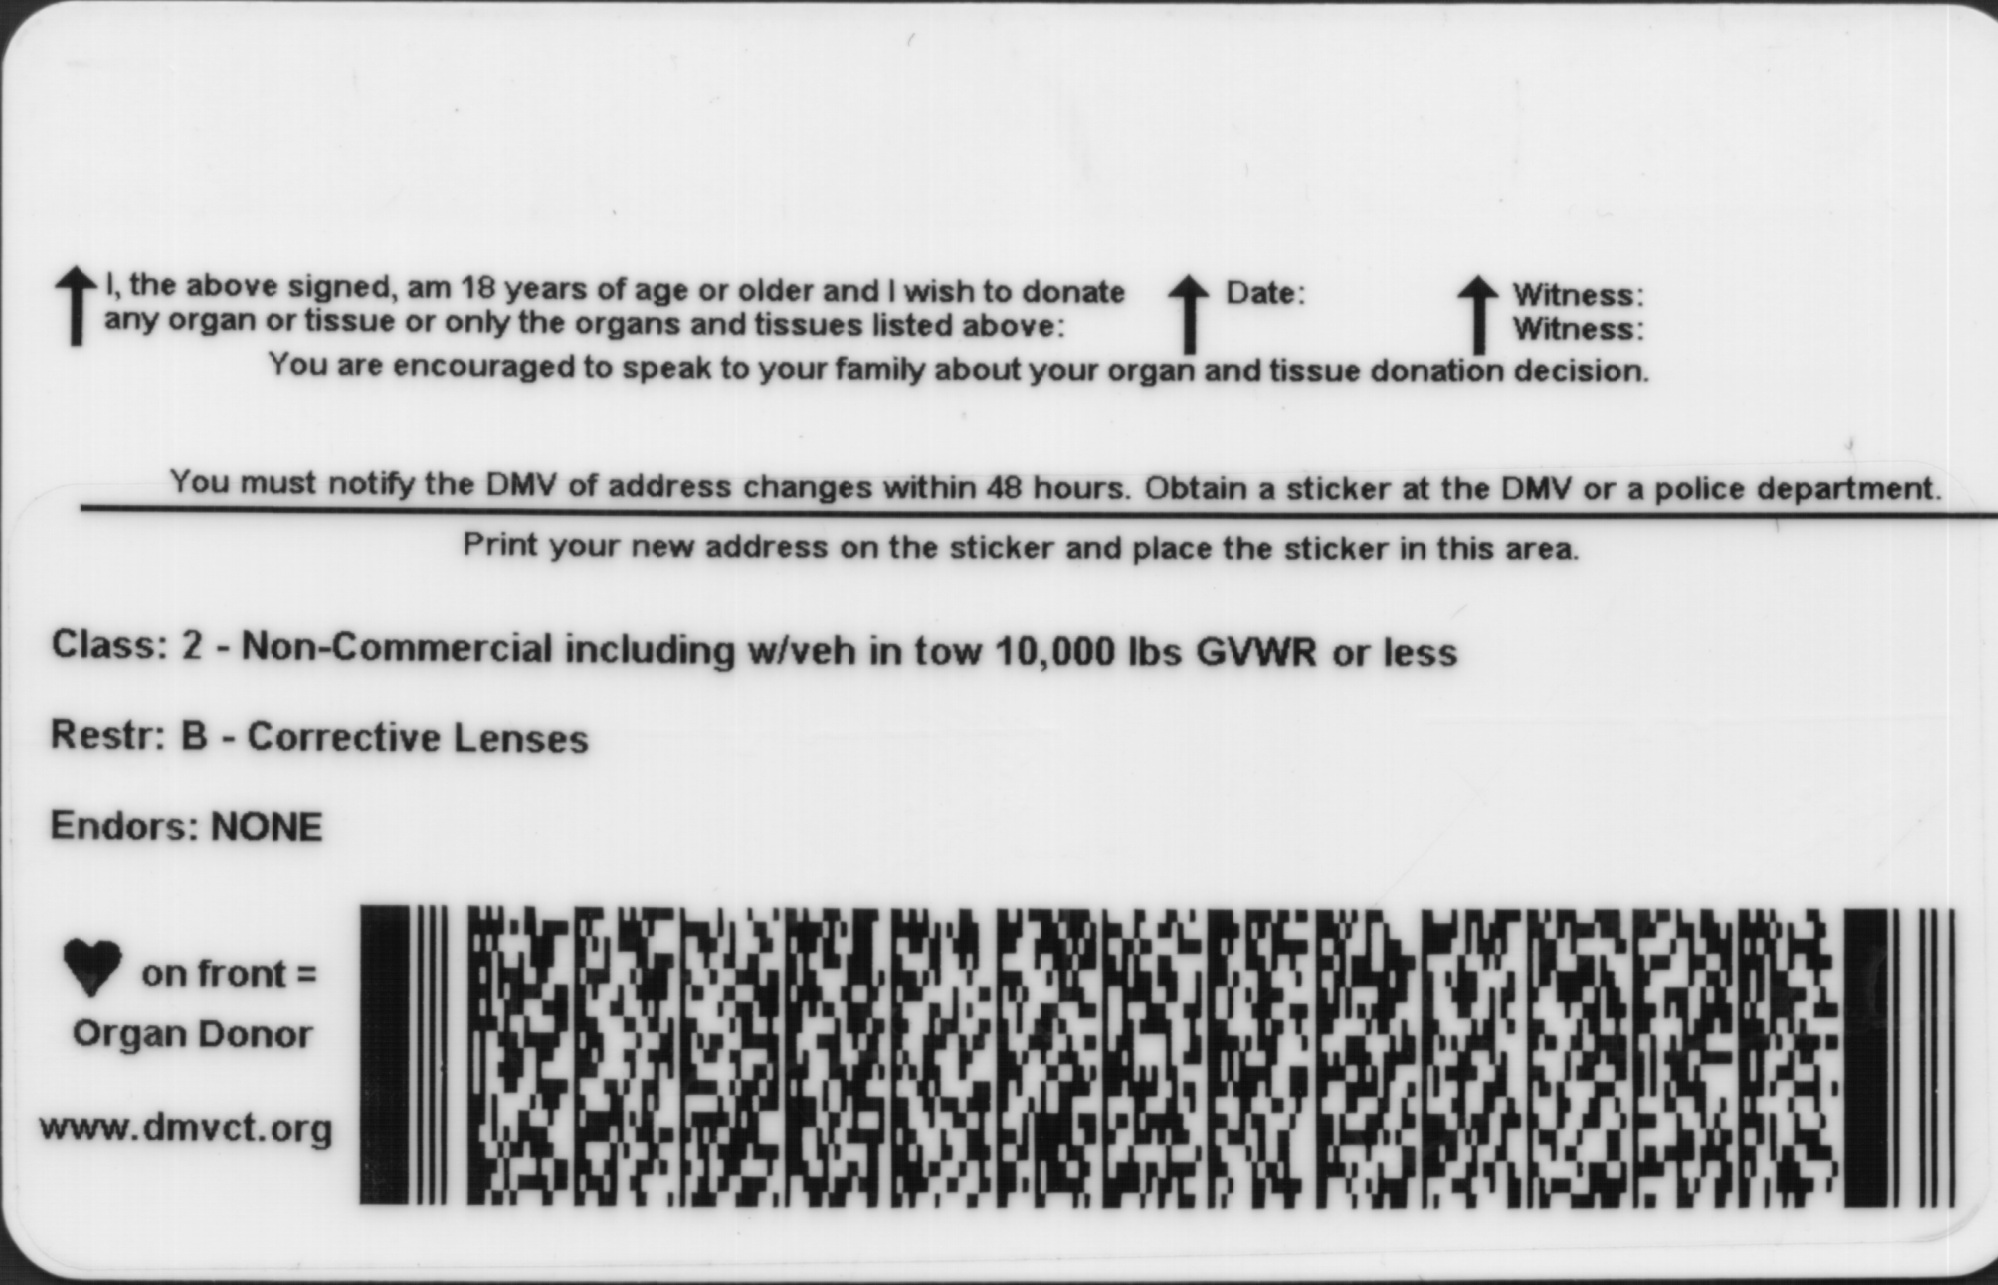 I, the above signed, am 18 years of age or older and I wish to donate
any organ or tissue or only the organs and tissues listed above:
Date:
Witness:
Witness:
You are encouraged to speak to your family about your organ and tissue donation decision.
You must notify the DMV of address changes within 48 hours. Obtain a sticker at the DMV or a police department.
Print your new address on the sticker and place the sticker in this area.
Class: 2 - Non-Commercial including w/veh in tow 10,000 lbs GVWR or less
Restr: B - Corrective Lenses
Endors: NONE
on front =
Organ Donor
www.dmvct.org